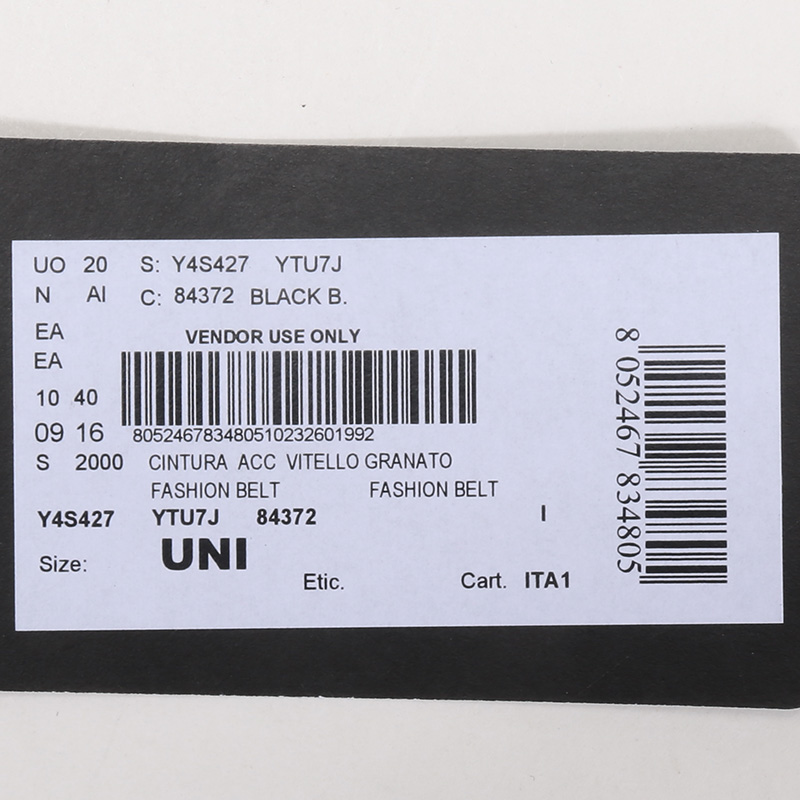 UO 20 S: Y4S427 YTU7J
N AI C: 84372 BLACK B.
EA VENDOR USE ONLY
EA
10 40
09 16 805246783480510232601992
S 2000 CINTURA ACC VITELLO GRANATO
FASHION BELT FASHION BELT
Y4S427 YTU7J 84372 I
Size: UNI
Etic. Cart. ITA1
8 052467 834805